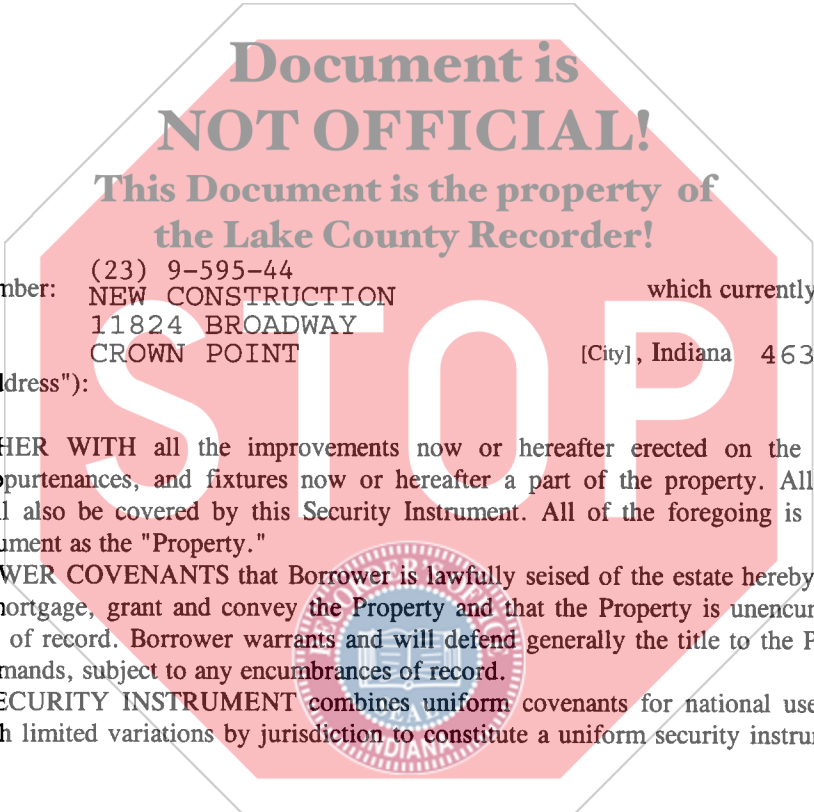 Document is
NOT OFFICIAL!
This Document is the property of
the Lake County Recorder!
(23) 9-595-44
mber: NEW CONSTRUCTION which currently
11824 BROADWAY
CROWN POINT [City], Indiana 463
dress"):
STOP
HER WITH all the improvements now or hereafter erected on the
ppurtenances, and fixtures now or hereafter a part of the property. All
l also be covered by this Security Instrument. All of the foregoing is
ument as the "Property."
WER COVENANTS that Borrower is lawfully seised of the estate hereby
nortgage, grant and convey the Property and that the Property is unencur
of record. Borrower warrants and will defend generally the title to the P
mands, subject to any encumbrances of record.
ECURITY INSTRUMENT combines uniform covenants for national use
h limited variations by jurisdiction to constitute a uniform security instru
RECORDER'S OFFICE
SEAL
INDIANA